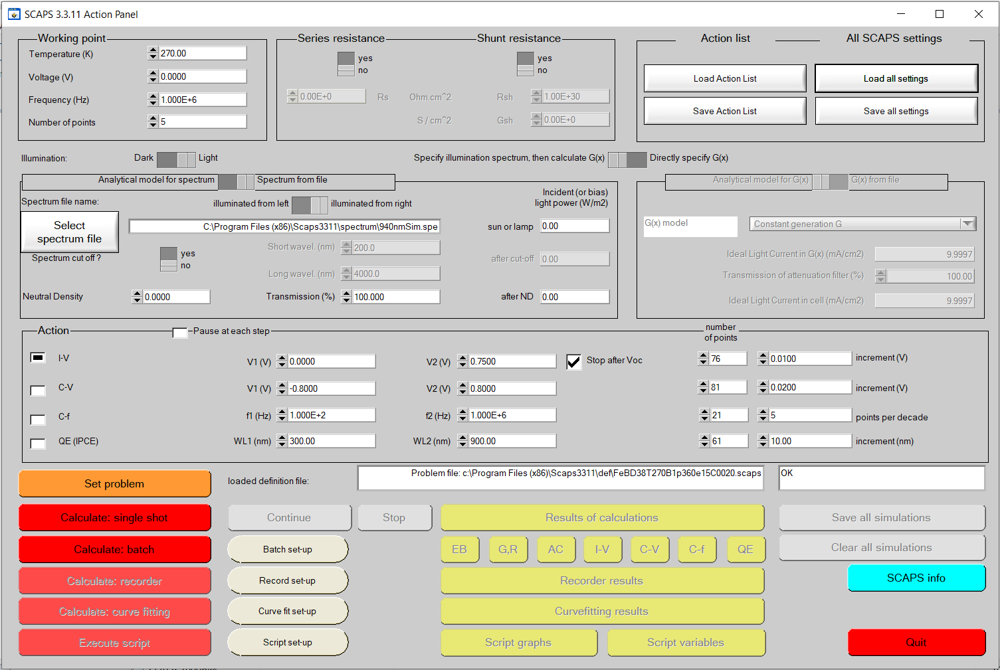 SCAPS 3.3.11 Action Panel
Working point
Temperature (K) 270.00
Voltage (V) 0.0000
Frequency (Hz) 1.000E+6
Number of points 5
Series resistance
yes
no
0.00E+0 Rs Ohm.cm^2
S / cm^2
Shunt resistance
yes
no
Rsh 1.00E+30
Gsh 0.00E+0
Action list
All SCAPS settings
Load Action List
Load all settings
Save Action List
Save all settings
Illumination: Dark Light
Specify illumination spectrum, then calculate G(x) Directly specify G(x)
Analytical model for spectrum Spectrum from file
Spectrum file name:
illuminated from left illuminated from right
Incident (or bias)
light power (W/m2)
Select
spectrum file
C:\Program Files (x86)\Scaps3311\spectrum\940nmSim.spe
sun or lamp 0.00
Spectrum cut off ?
yes
no
Short wavel. (nm) 200.0
after cut-off 0.00
Long wavel. (nm) 4000.0
Neutral Density 0.0000
Transmission (%) 100.000
after ND 0.00
Analytical model for G(x) G(x) from file
G(x) model
Constant generation G
Ideal Light Current in G(x) (mA/cm2) 9.9997
Transmission of attenuation filter (%) 100.00
Ideal Light Current in cell (mA/cm2) 9.9997
Action
Pause at each step
number
of points
I-V V1 (V) 0.0000 V2 (V) 0.7500 Stop after Voc 76 0.0100 increment (V)
C-V V1 (V) -0.8000 V2 (V) 0.8000 81 0.0200 increment (V)
C-f f1 (Hz) 1.000E+2 f2 (Hz) 1.000E+6 21 5 points per decade
QE (IPCE) WL1 (nm) 300.00 WL2 (nm) 900.00 61 10.00 increment (nm)
Set problem
loaded definition file:
Problem file: c:\Program Files (x86)\Scaps3311\def\FeBD38T270B1p360e15C0020.scaps
OK
Calculate: single shot
Continue
Stop
Results of calculations
Save all simulations
Calculate: batch
Batch set-up
EB G,R AC I-V C-V C-f QE
Clear all simulations
Calculate: recorder
Record set-up
Recorder results
SCAPS info
Calculate: curve fitting
Curve fit set-up
Curvefitting results
Execute script
Script set-up
Script graphs
Script variables
Quit